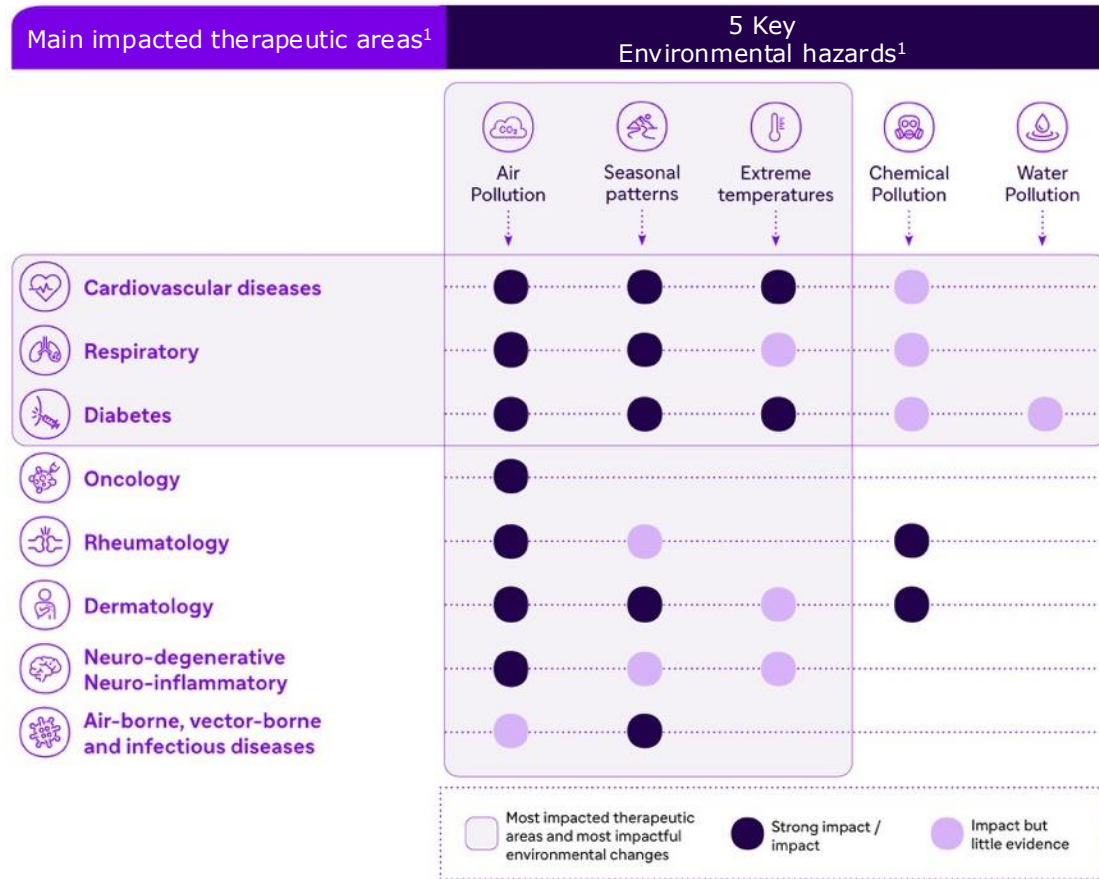 Main impacted therapeutic areas¹
5 Key
Environmental hazards¹
CO₂
Air
Pollution
Seasonal
patterns
Extreme
temperatures
Chemical
Pollution
Water
Pollution
Cardiovascular diseases
Respiratory
Diabetes
Oncology
Rheumatology
Dermatology
Neuro-degenerative
Neuro-inflammatory
Air-borne, vector-borne
and infectious diseases
Most impacted therapeutic
areas and most impactful
environmental changes
Strong impact /
impact
Impact but
little evidence